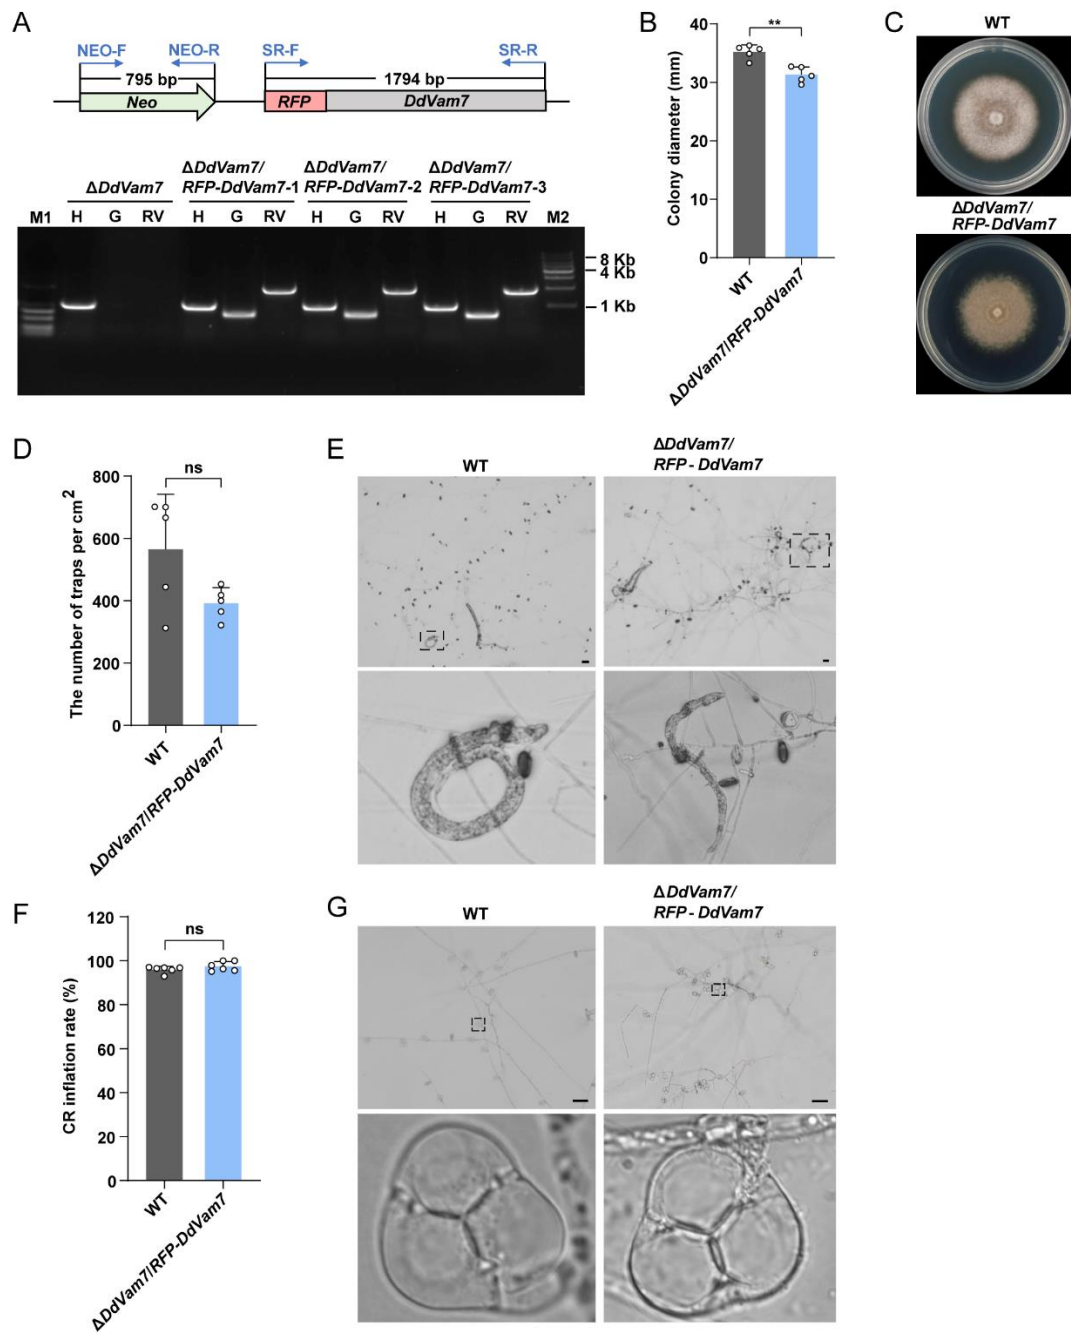 A
NEO-F NEO-R SR-F SR-R
795 bp 1794 bp
Neo RFP DdVam7
ΔDdVam7 ΔDdVam7/ ΔDdVam7/ ΔDdVam7/
RFP-DdVam7-1 RFP-DdVam7-2 RFP-DdVam7-3
M1 H G RV H G RV H G RV H G RV M2
8 Kb
4 Kb
1 Kb
B
Colony diameter (mm)
40
30
20
10
0
**
WT
ΔDdVam7/RFP-DdVam7
C
WT
ΔDdVam7/
RFP-DdVam7
D
The number of traps per cm2
800
600
400
200
0
ns
WT
ΔDdVam7/RFP-DdVam7
E
WT
ΔDdVam7/
RFP - DdVam7
F
CR inflation rate (%)
120
100
80
60
40
20
0
ns
WT
ΔDdVam7/RFP-DdVam7
G
WT
ΔDdVam7/
RFP - DdVam7